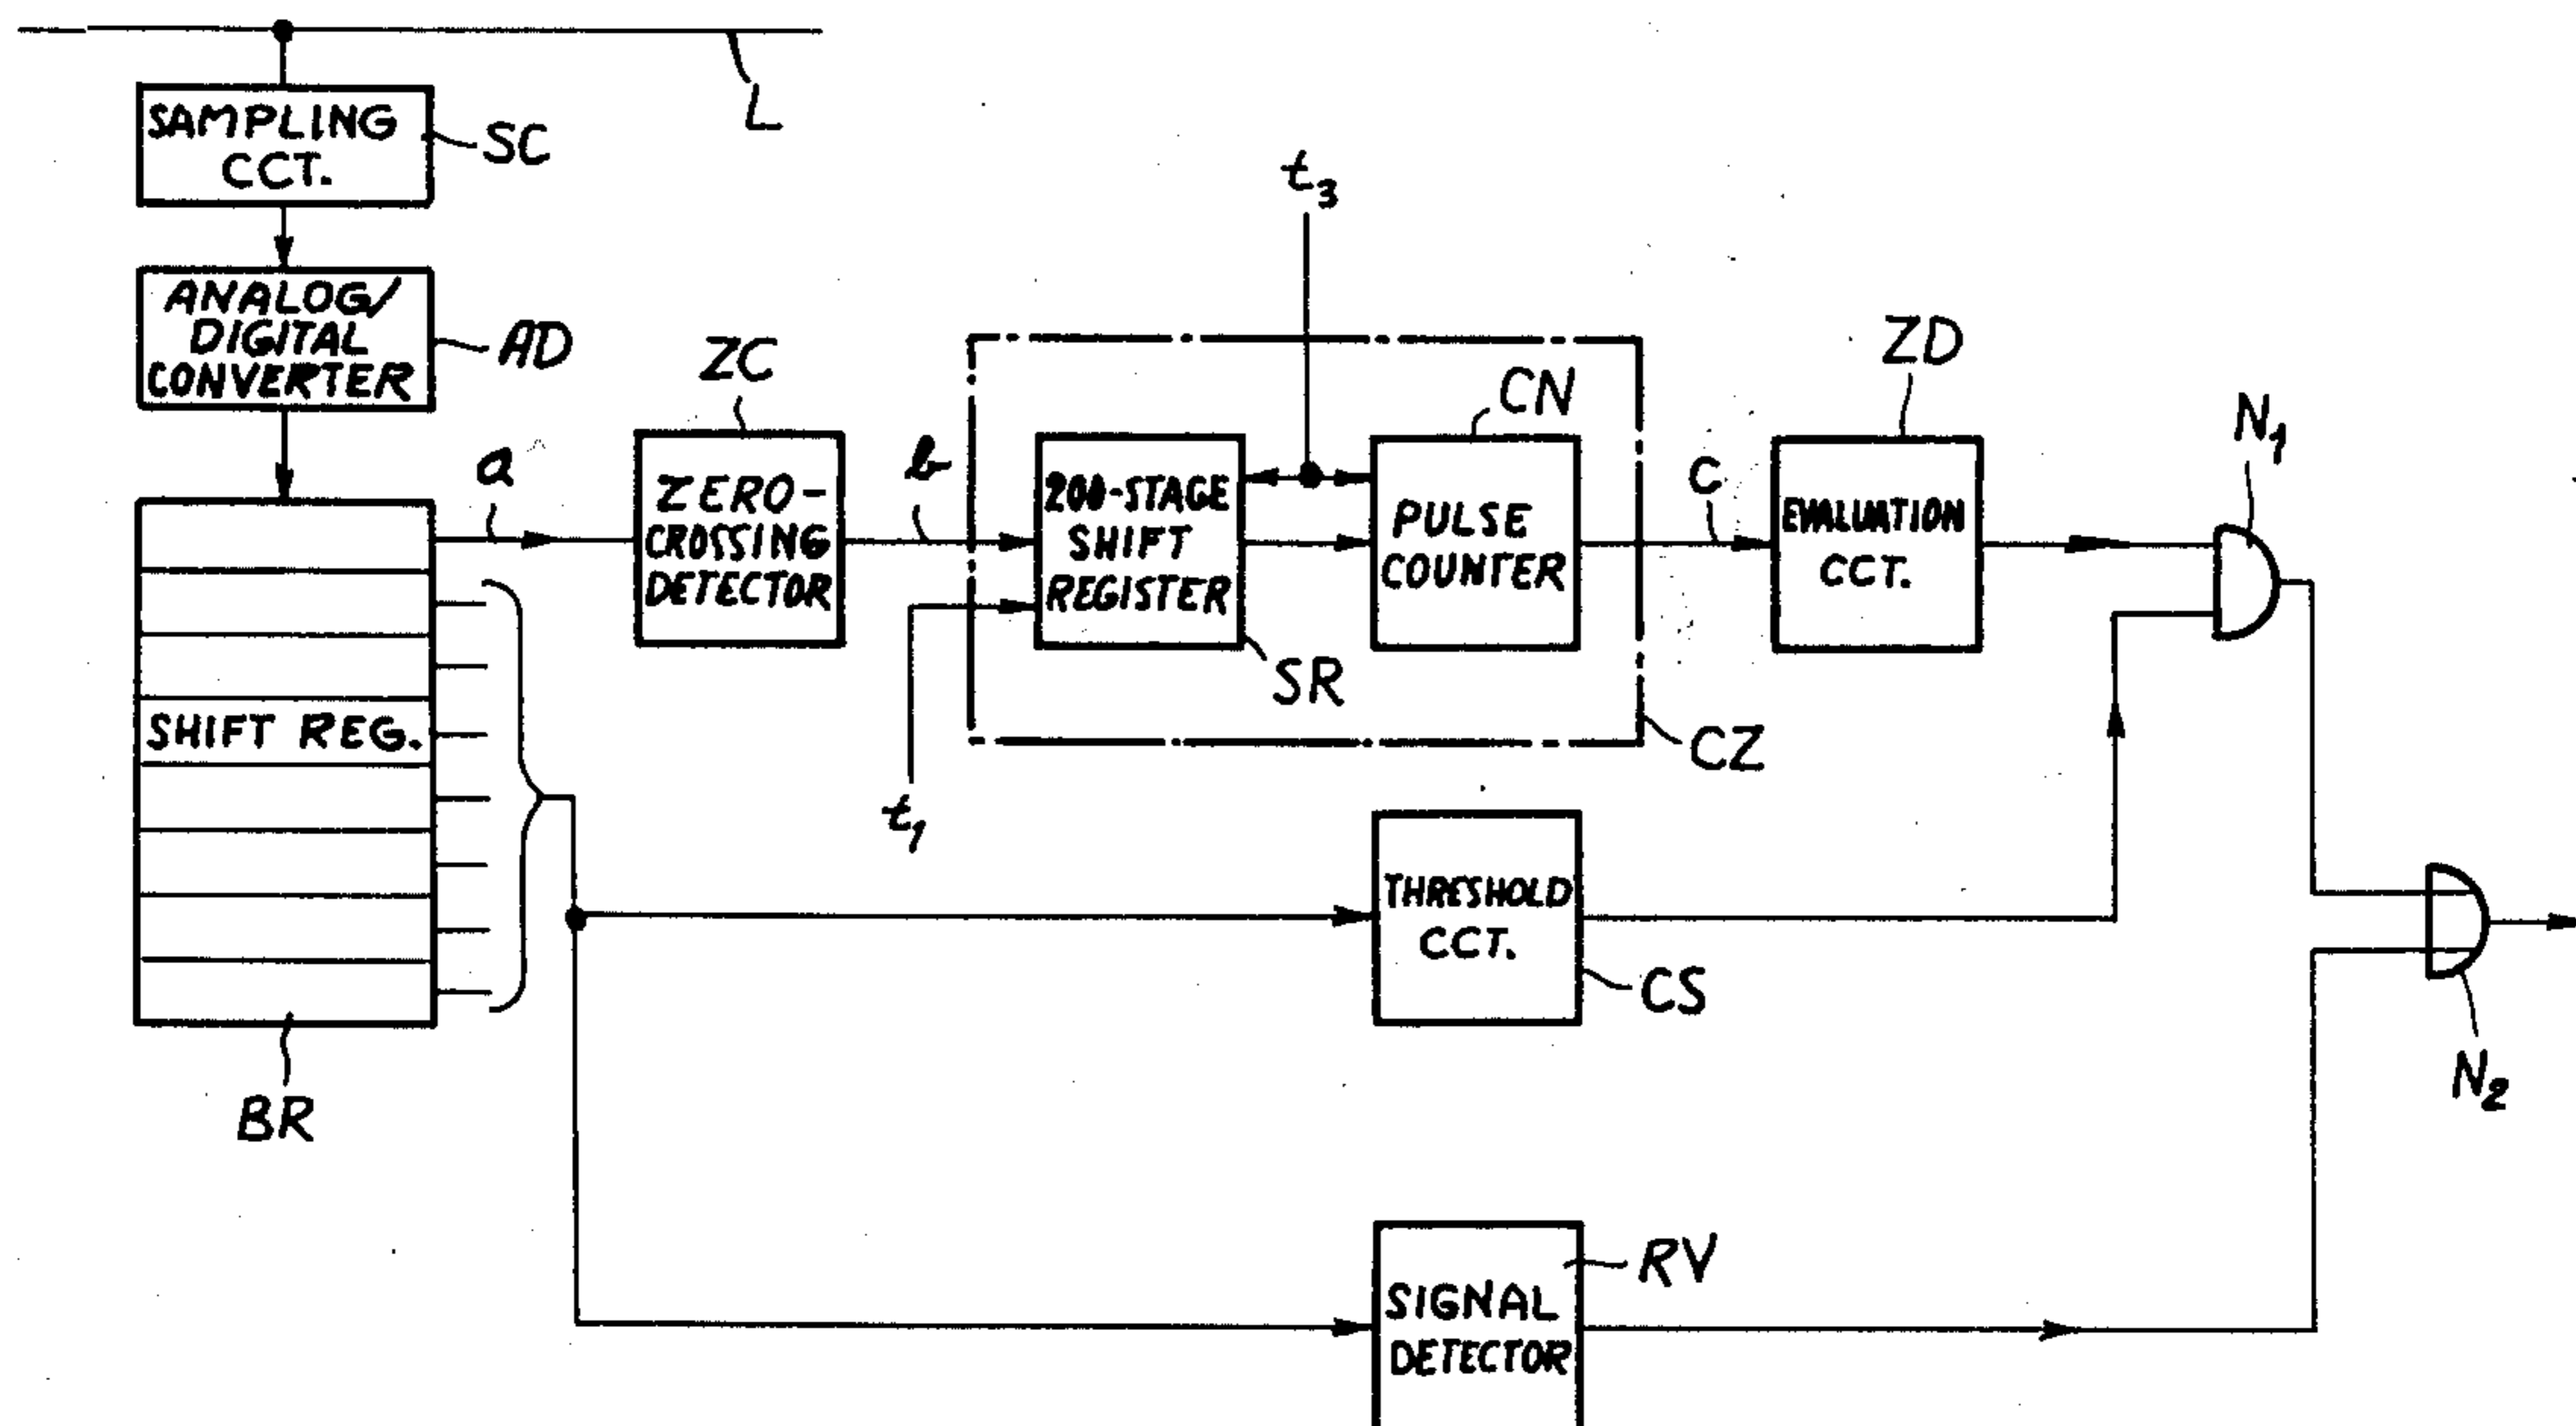 L
SAMPLING
CCT.
SC
ANALOG/
DIGITAL
CONVERTER
AD
SHIFT REG.
BR
a
ZC
ZERO-
CROSSING
DETECTOR
b
t₃
t₁
200-STAGE
SHIFT
REGISTER
SR
CN
PULSE
COUNTER
CZ
C
ZD
EVALUATION
CCT.
N₁
THRESHOLD
CCT.
CS
N₂
RV
SIGNAL
DETECTOR